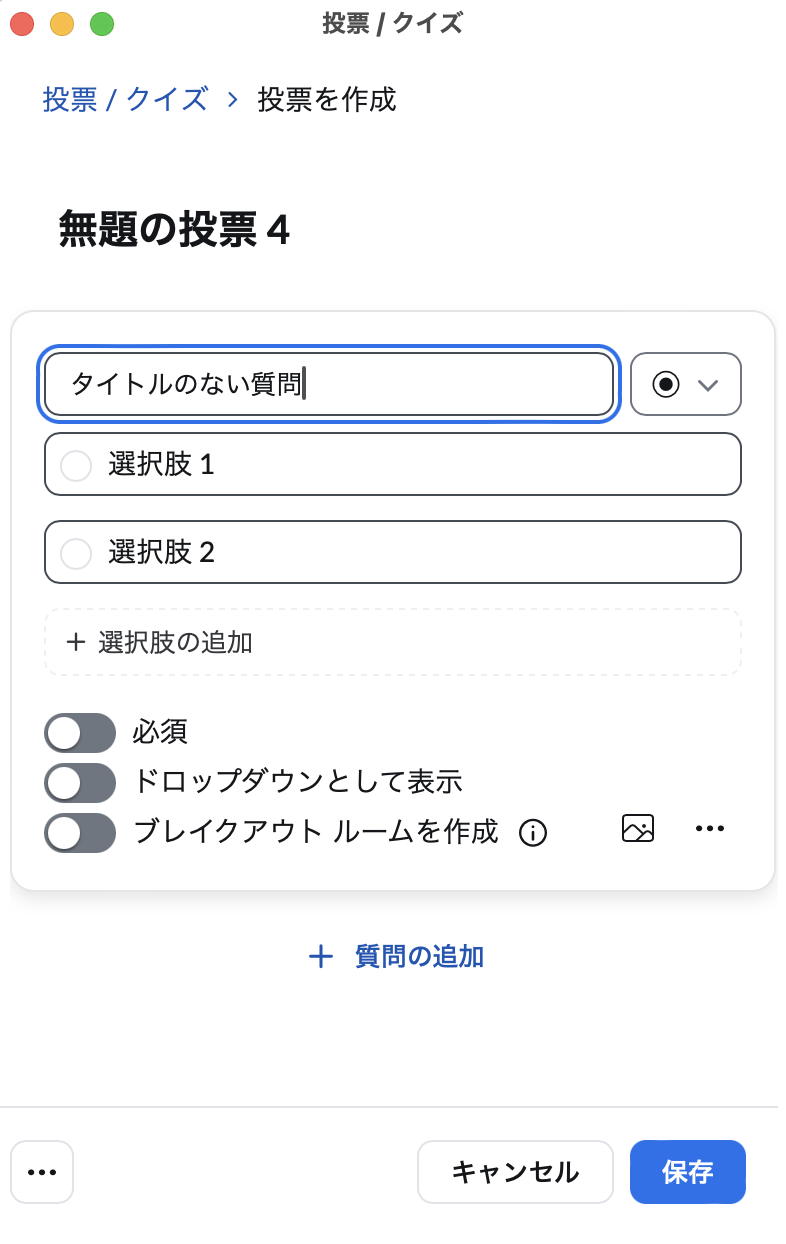 投票 / クイズ
投票 / クイズ › 投票を作成
無題の投票 4
タイトルのない質問
選択肢 1
選択肢 2
+ 選択肢の追加
必須
ドロップダウンとして表示
ブレイクアウト ルームを作成
+ 質問の追加
キャンセル 保存